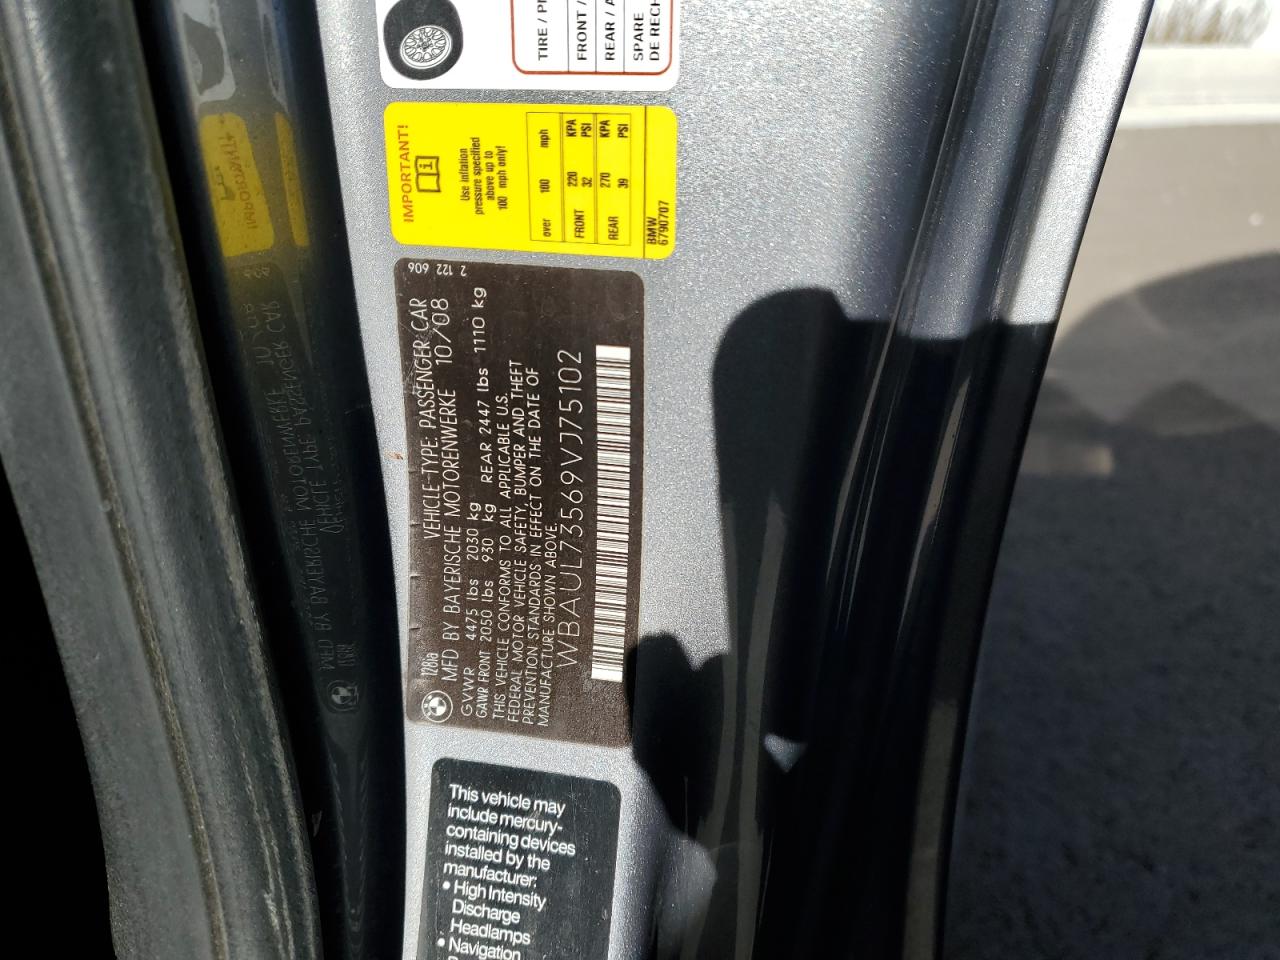 TIRE /
FRONT /
REAR /
SPARE
DE
IMPORTANT!
Use inflation
pressure specified
above up to
100 mph only!
over 100 mph
FRONT 220 KPA
32 PSI
REAR 270 KPA
39 PSI
BMW
6790707
2 122 606
128ia VEHICLE-TYPE: PASSENGER CAR
MFD BY BAYERISCHE MOTORENWERKE 10/08
GVWR 4475 lbs 2030 kg
GAWR FRONT 2050 lbs 930 kg REAR 2447 lbs 1110 kg
THIS VEHICLE CONFORMS TO ALL APPLICABLE U.S.
FEDERAL MOTOR VEHICLE SAFETY, BUMPER AND THEFT
PREVENTION STANDARDS IN EFFECT ON THE DATE OF
MANUFACTURE SHOWN ABOVE.
WBAUL73569VJ75102
This vehicle may
include mercury-
containing devices
installed by the
manufacturer:
• High Intensity
Discharge
Headlamps
• Navigation